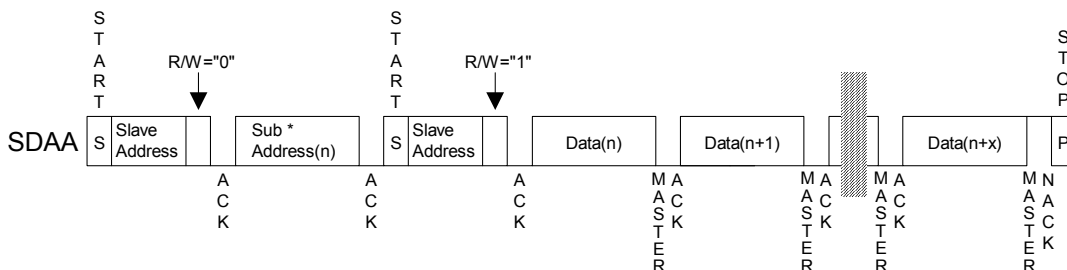 START
START
STOP
R/W="0"
R/W="1"
SDAA
S
Slave
Address
Sub *
Address(n)
S
Slave
Address
Data(n)
Data(n+1)
Data(n+x)
P
ACK
ACK
ACK
MASTER
ACK
MASTER
ACK
MASTER
ACK
MASTER
NACK